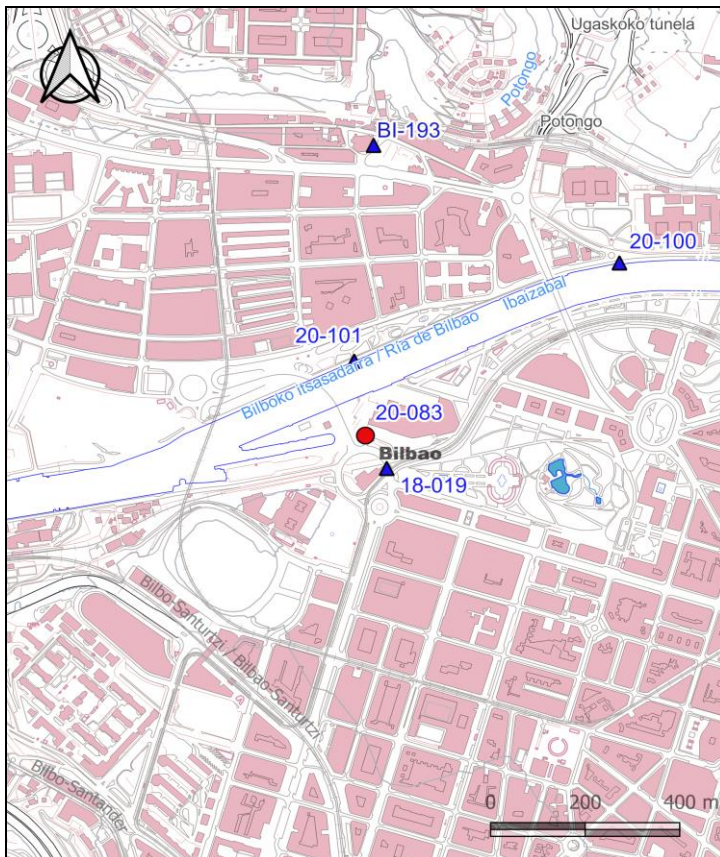 Ugaskoko túnela
Potongo
Potongo
BI-193
20-100
Ibaizabal
20-101
Bilboko itsasadarra / Ría de Bilbao
20-083
Bilbao
18-019
Bilbo-Santurtzi / Bilbao-Santurtzi
Bilbo-Santander
0 200 400 m